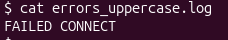 $ cat errors_uppercase.log
FAILED CONNECT